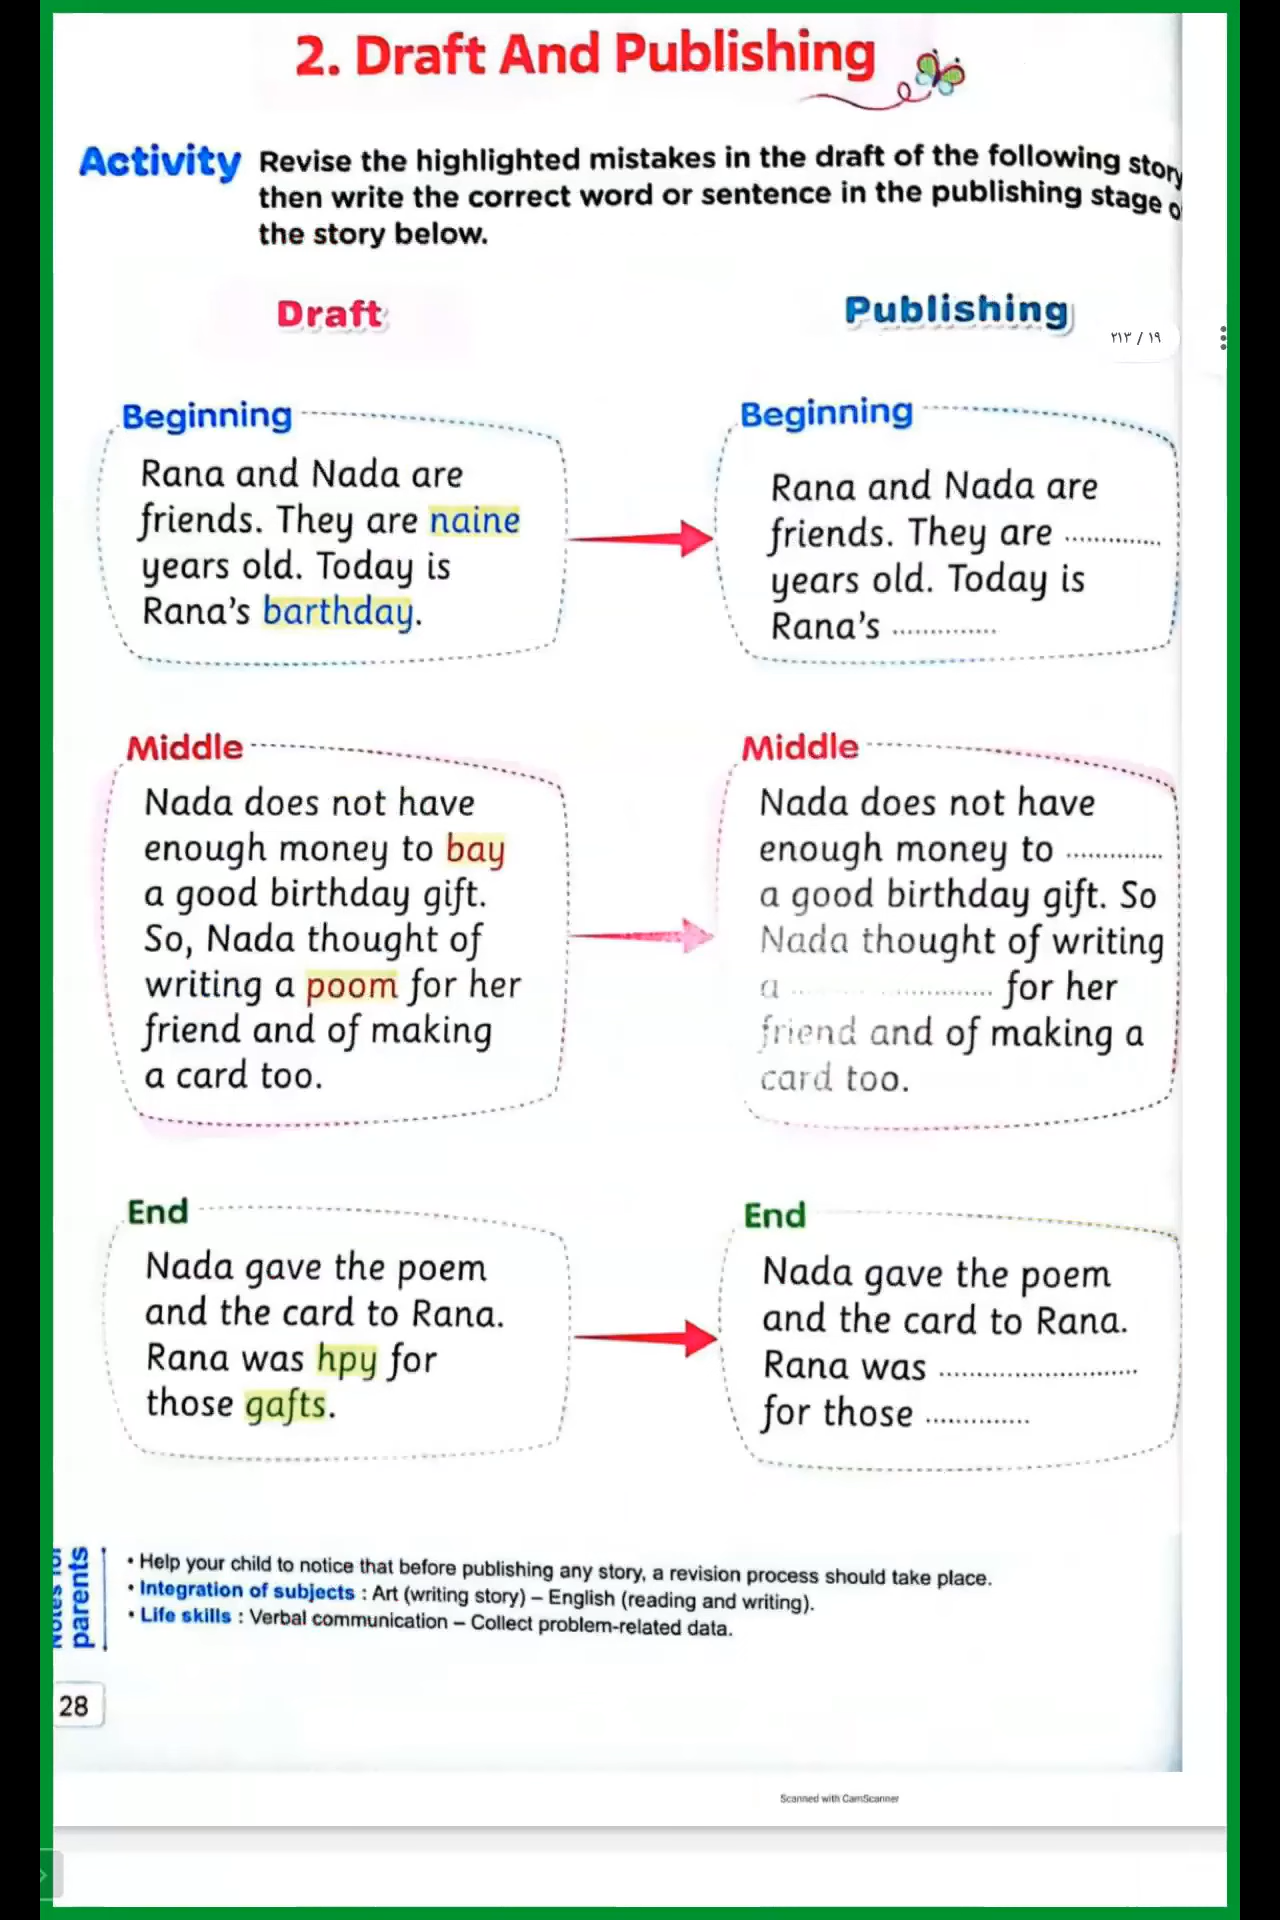 2. Draft And Publishing
Activity Revise the highlighted mistakes in the draft of the following story
then write the correct word or sentence in the publishing stage o
the story below.
Draft
Publishing
٢١٣ / ١٩
Beginning
Rana and Nada are
friends. They are naine
years old. Today is
Rana's barthday.
Beginning
Rana and Nada are
friends. They are .............
years old. Today is
Rana's ..............
Middle
Nada does not have
enough money to bay
a good birthday gift.
So, Nada thought of
writing a poom for her
friend and of making
a card too.
Middle
Nada does not have
enough money to .............
a good birthday gift. So
Nada thought of writing
a ........................... for her
friend and of making a
card too.
End
Nada gave the poem
and the card to Rana.
Rana was hpy for
those gafts.
End
Nada gave the poem
and the card to Rana.
Rana was ...........................
for those ..............
Notes for
parents
• Help your child to notice that before publishing any story, a revision process should take place.
• Integration of subjects : Art (writing story) – English (reading and writing).
• Life skills : Verbal communication – Collect problem-related data.
28
Scanned with CamScanner